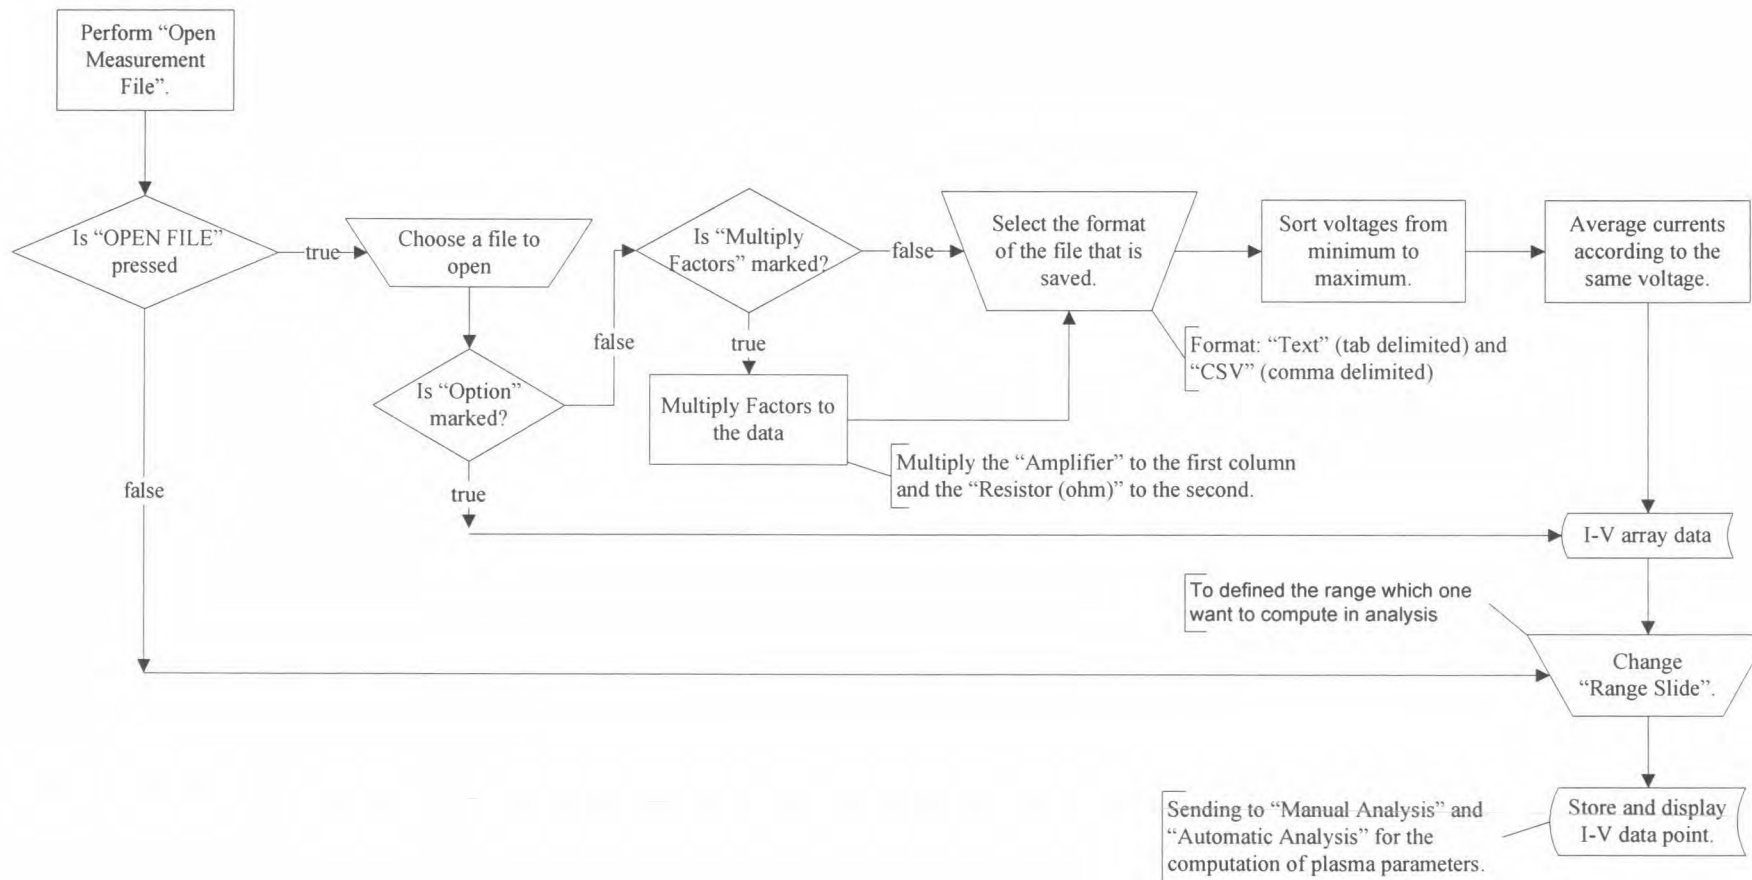 Perform “Open
Measurement
File”.
Is “OPEN FILE”
pressed
true
Choose a file to
open
Is “Option”
marked?
false
Is “Multiply
Factors” marked?
false
true
Multiply Factors to
the data
Multiply the “Amplifier” to the first column
and the “Resistor (ohm)” to the second.
Select the format
of the file that is
saved.
Format: “Text” (tab delimited) and
“CSV” (comma delimited)
Sort voltages from
minimum to
maximum.
Average currents
according to the
same voltage.
false
true
I-V array data
To defined the range which one
want to compute in analysis
Change
“Range Slide”.
Store and display
I-V data point.
Sending to “Manual Analysis” and
“Automatic Analysis” for the
computation of plasma parameters.